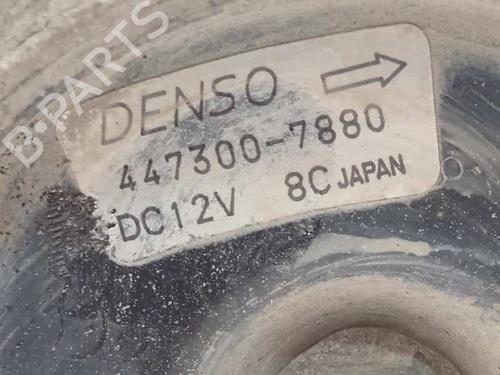 B-PARTS
DENSO
447300-7880
DC12V 8C JAPAN